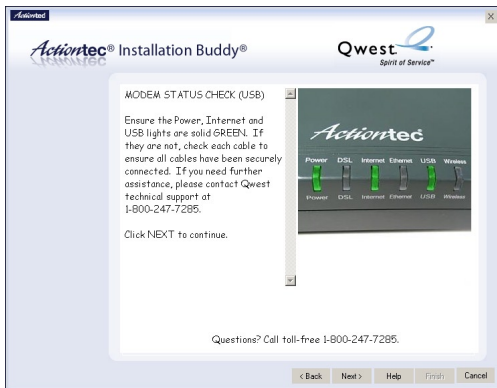 Actiontec
X
Actiontec® Installation Buddy®
Qwest
Spirit of Service™
MODEM STATUS CHECK (USB)
Ensure the Power, Internet and
USB lights are solid GREEN. If
they are not, check each cable to
ensure all cables have been securely
connected. If you need further
assistance, please contact Qwest
technical support at
1-800-247-7285.
Click NEXT to continue.
Actiontec
Power DSL Internet Ethernet USB Wireless
Power DSL Internet Ethernet USB Wireless
Questions? Call toll-free 1-800-247-7285.
< Back Next > Help Finish Cancel